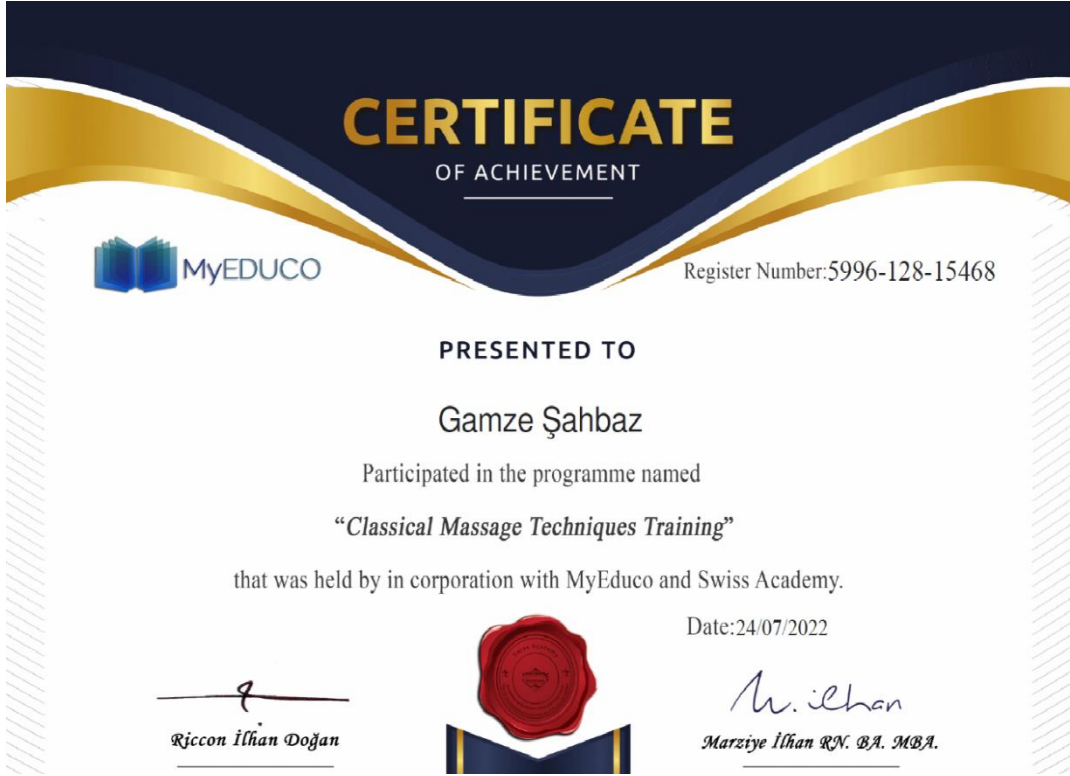 CERTIFICATE
OF ACHIEVEMENT
MyEDUCO
Register Number:5996-128-15468
PRESENTED TO
Gamze Şahbaz
Participated in the programme named
“Classical Massage Techniques Training”
that was held by in corporation with MyEduco and Swiss Academy.
Date:24/07/2022
M. ilhan
Riccon İlhan Doğan
Marziye İlhan RN. BA. MBA.